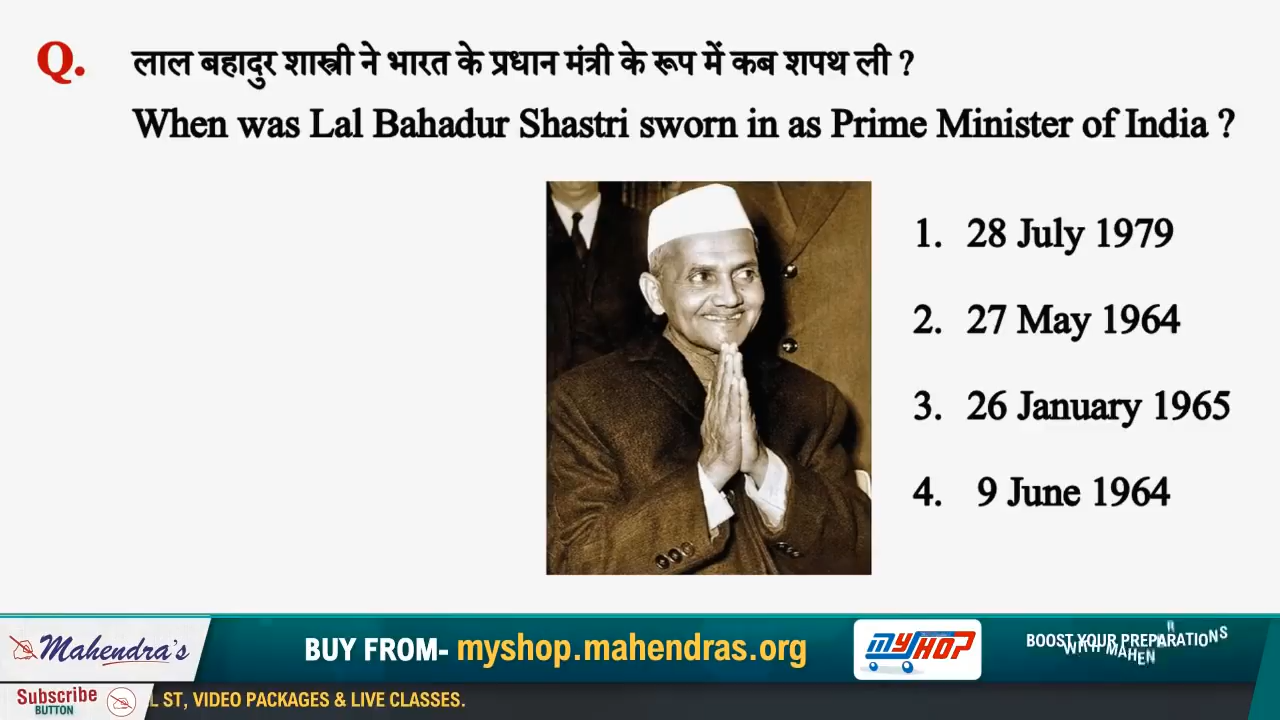 Q. लाल बहादुर शास्त्री ने भारत के प्रधान मंत्री के रूप में कब शपथ ली ?
When was Lal Bahadur Shastri sworn in as Prime Minister of India ?
1. 28 July 1979
2. 27 May 1964
3. 26 January 1965
4. 9 June 1964
Mahendra's
BUY FROM- myshop.mahendras.org
MYSHOP
BOOST YOUR PREPARATIONS
WITH MAHEN
Subscribe
BUTTON
ST, VIDEO PACKAGES & LIVE CLASSES.